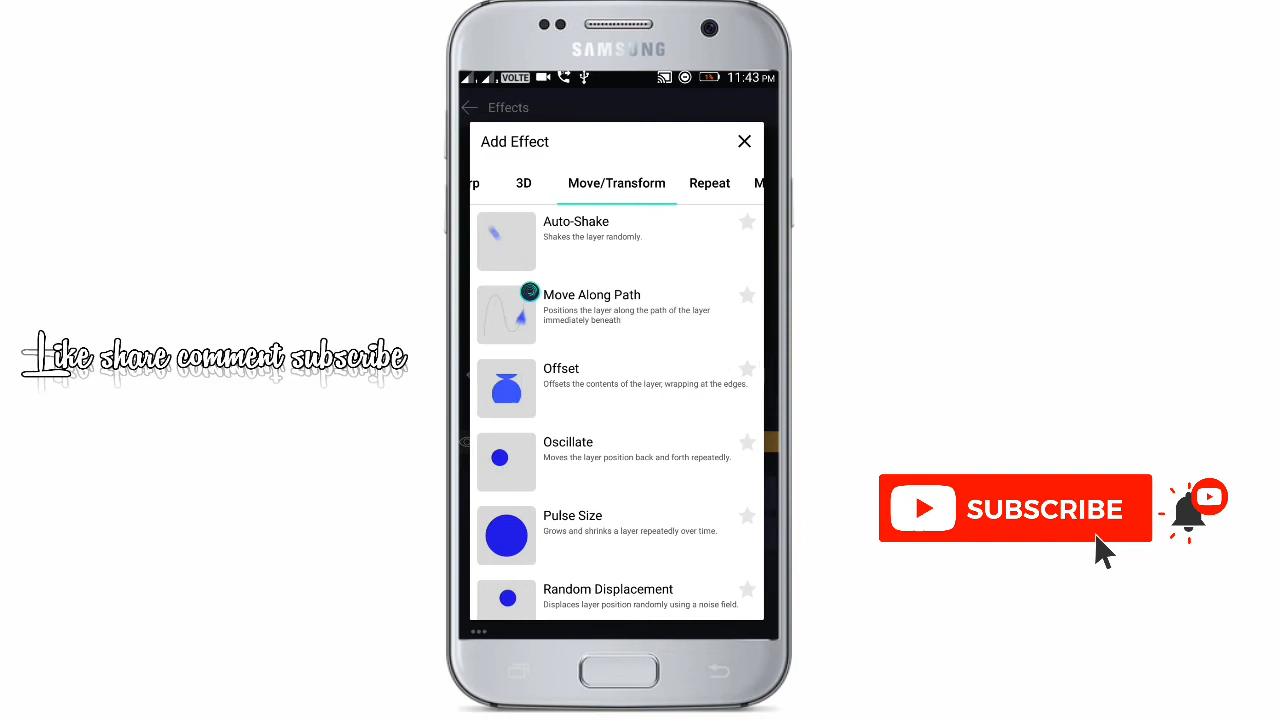 SAMSUNG
VOLTE 1% 11:43 PM
Effects
Add Effect
rp 3D Move/Transform Repeat M
Auto-Shake
Shakes the layer randomly.
Move Along Path
Positions the layer along the path of the layer
immediately beneath
Offset
Offsets the contents of the layer, wrapping at the edges.
Oscillate
Moves the layer position back and forth repeatedly.
Pulse Size
Grows and shrinks a layer repeatedly over time.
Random Displacement
Displaces layer position randomly using a noise field.
Like share comment subscribe
SUBSCRIBE